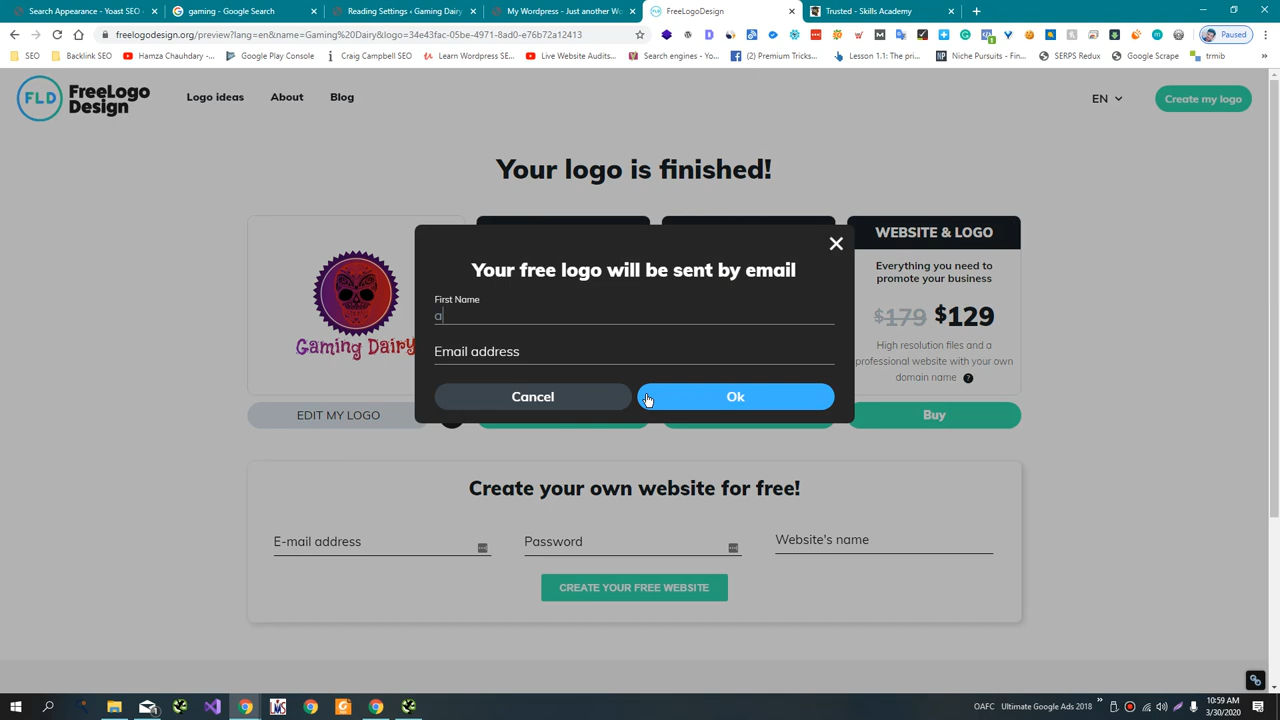 Search Appearance - Yoast SEO ‹
gaming - Google Search
Reading Settings ‹ Gaming Dairy
My Wordpress – Just another Wo
FreeLogoDesign
Trusted - Skills Academy
freelogodesign.org/preview?lang=en&name=Gaming%20Dairy&logo=34e43fac-05be-4971-8a9f-e76b72a12413
Paused
SEO
Backlink SEO
Hamza Chauhdary-...
Google Play Console
Craig Campbell SEO
Learn Wordpress SE...
Live Website Audits...
Search engines - Yo...
(2) Premium Tricks...
Lesson 1.1: The pri...
Niche Pursuits - Fin...
SERPS Redux
Google Scrape
trmib
FLD FreeLogo Design
Logo ideas
About
Blog
EN
Create my logo
Your logo is finished!
Gaming Dairy
EDIT MY LOGO
Your free logo will be sent by email
First Name
a
Email address
Cancel
Ok
WEBSITE & LOGO
Everything you need to
promote your business
$179 $129
High resolution files and a
professional website with your own
domain name ?
Buy
Create your own website for free!
E-mail address
Password
Website's name
CREATE YOUR FREE WEBSITE
OAFC
Ultimate Google Ads 2018
10:59 AM
3/30/2020